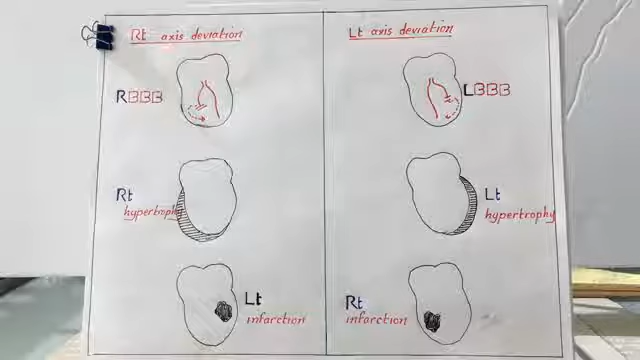 Rt axis deviation
RBBB
Rt
hypertrophy
Lt
infarction
Lt axis deviation
LBBB
Lt
hypertrophy
Rt
infarction